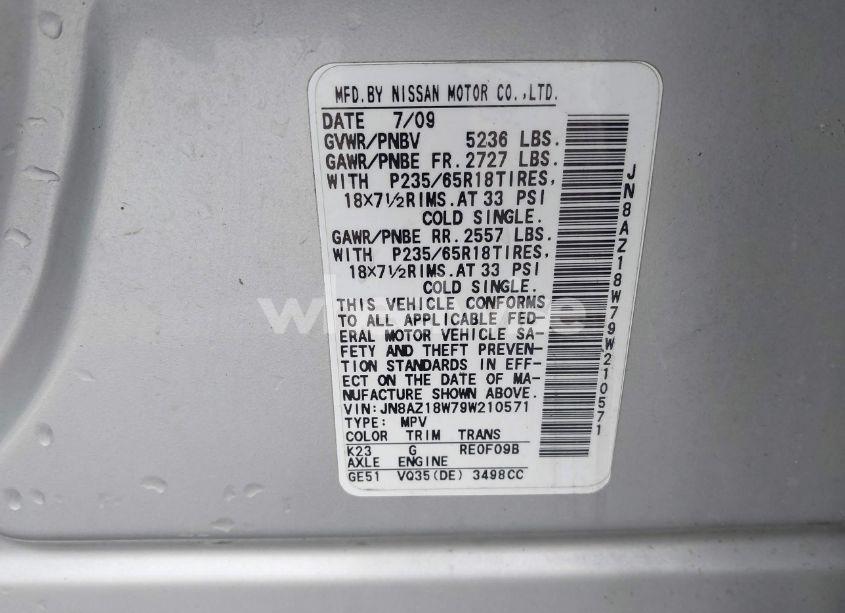 MFD.BY NISSAN MOTOR CO.,LTD.
DATE 7/09
GVWR/PNBV 5236 LBS.
GAWR/PNBE FR.2727 LBS.
WITH P235/65R18TIRES,
18×7½RIMS.AT 33 PSI
COLD SINGLE.
GAWR/PNBE RR.2557 LBS.
WITH P235/65R18TIRES,
18×7½RIMS.AT 33 PSI
COLD SINGLE.
THIS VEHICLE CONFORMS
TO ALL APPLICABLE FED-
ERAL MOTOR VEHICLE SA-
FETY AND THEFT PREVEN-
TION STANDARDS IN EFF-
ECT ON THE DATE OF MA-
NUFACTURE SHOWN ABOVE.
VIN:JN8AZ18W79W210571
TYPE: MPV
COLOR TRIM TRANS
K23 G RE0F09B
AXLE ENGINE
GE51 VQ35(DE) 3498CC
JN8AZ18W79W210571